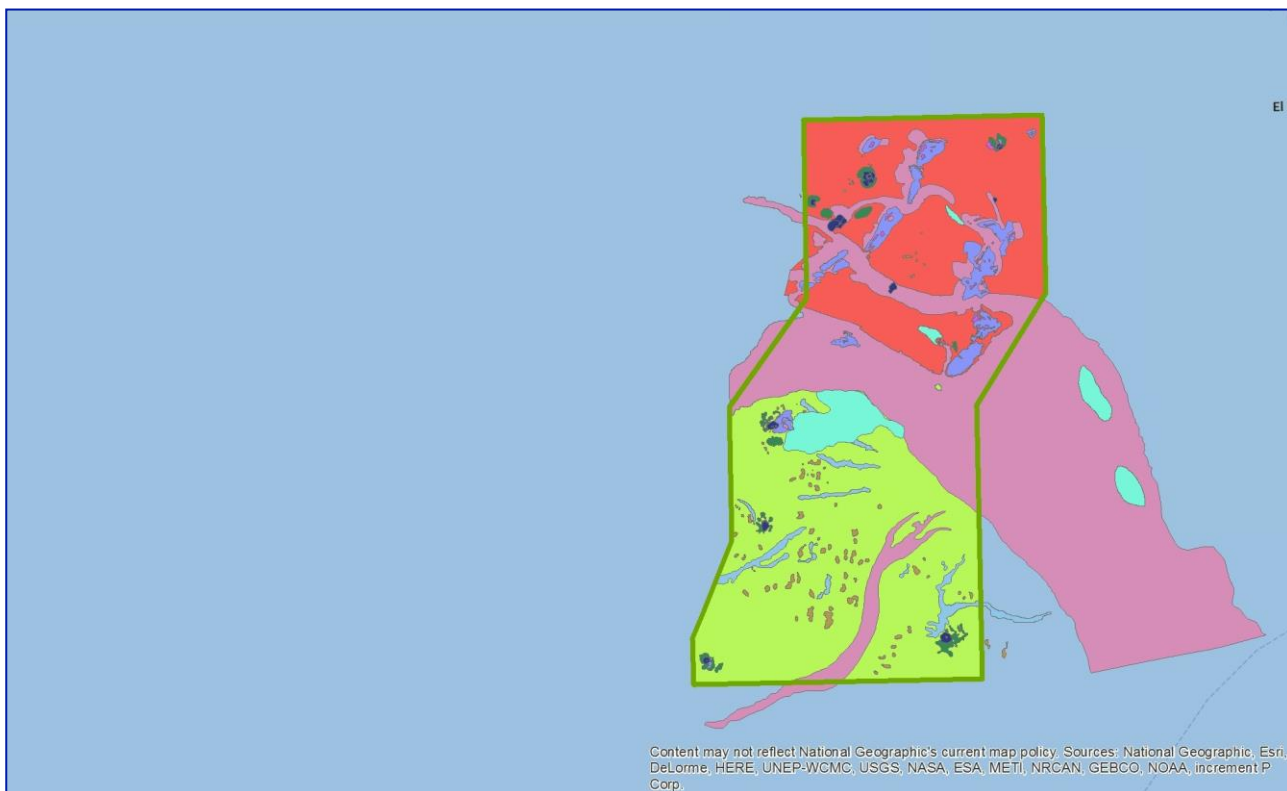 El
Content may not reflect National Geographic's current map policy. Sources: National Geographic, Esri,
DeLorme, HERE, UNEP-WCMC, USGS, NASA, ESA, METI, NRCAN, GEBCO, NOAA, increment P
Corp.